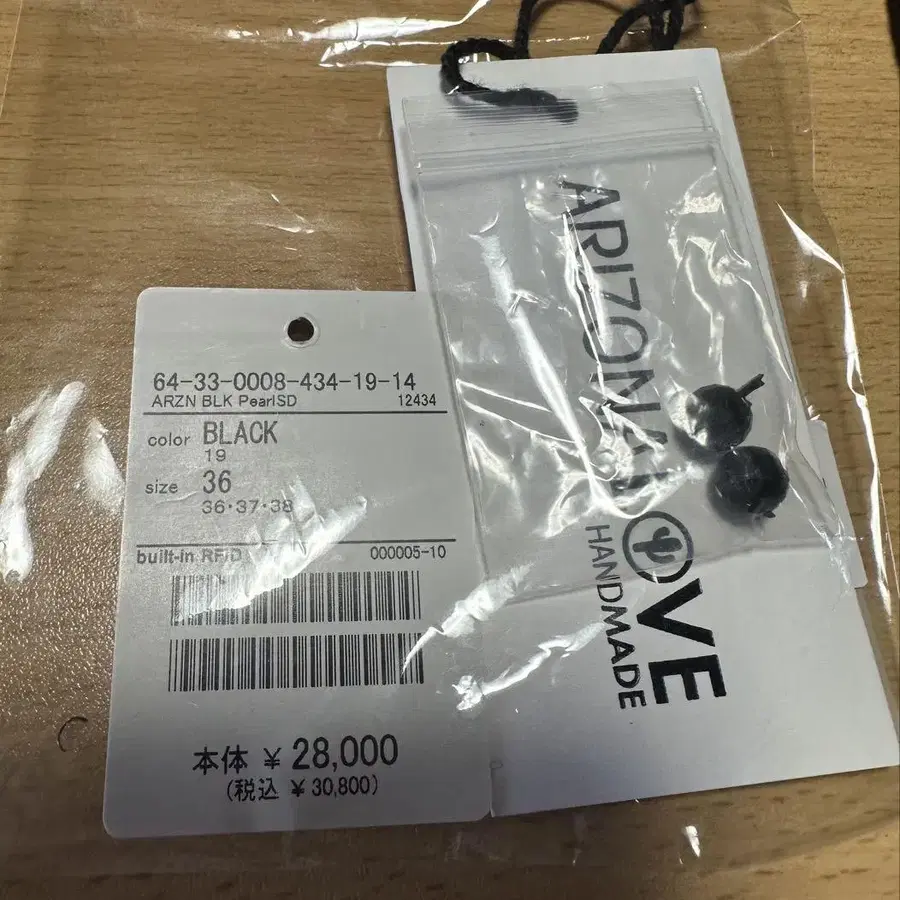 64-33-0008-434-19-14
ARZN BLK PearlSD 12434
color BLACK
19
size 36
36・37・38
built-in RFID 000005-10
本体 ¥ 28,000
(税込 ¥30,800)
ARIZONA
OVE
HANDMADE